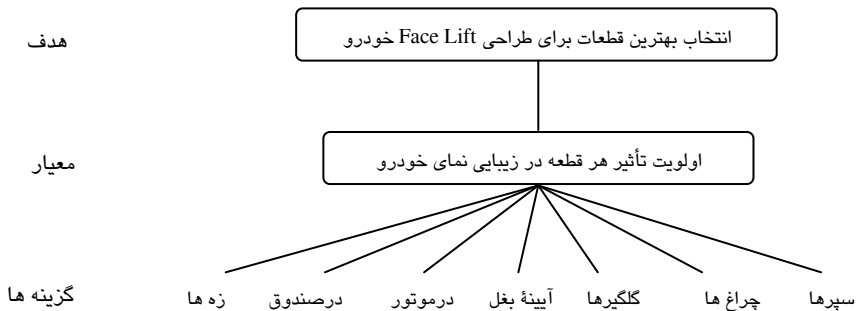 هدف
انتخاب بهترین قطعات برای طراحی Face Lift خودرو
معیار
اولویت تأثیر هر قطعه در زیبایی نمای خودرو
گزینه ها
سپرها
چراغ ها
گلگیرها
آیینۀ بغل
درموتور
درصندوق
زه ها